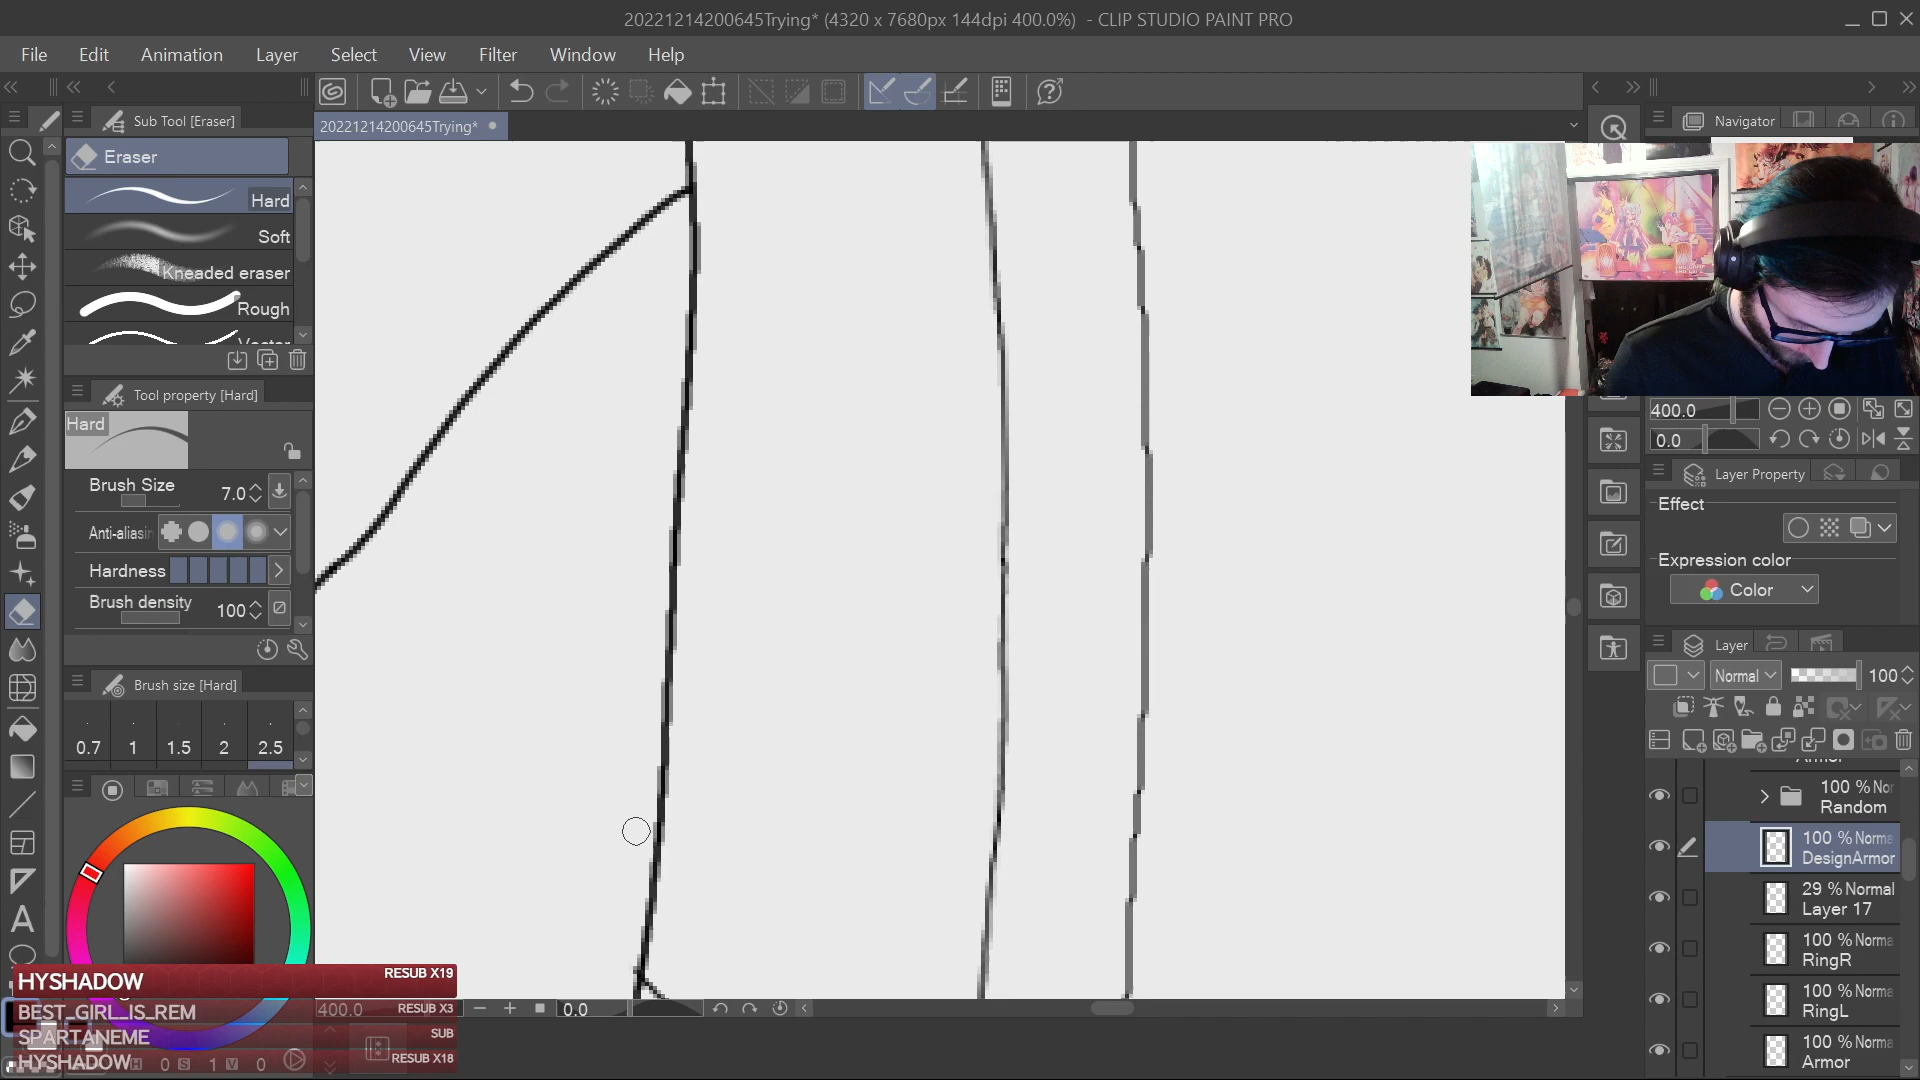 20221214200645Trying* (4320 x 7680px 144dpi 400.0%) - CLIP STUDIO PAINT PRO
File Edit Animation Layer Select View Filter Window Help
Sub Tool [Eraser]
20221214200645Trying*
Navigator
Eraser
Hard
Soft
Kneaded eraser
Rough
Tool property [Hard]
Hard
Brush Size 7.0
Anti-aliasin
Hardness
Brush density 100
Brush size [Hard]
0.7 1 1.5 2 2.5
400.0
0.0
Layer Property
Effect
Expression color
Color
Layer
Normal 100
100 % Nor
Random
100 % Norma
DesignArmor
29 % Normal
Layer 17
100 % Norma
RingR
100 % Norma
RingL
100 % Norma
Armor
HYSHADOW RESUB X19
BEST_GIRL_IS_REM RESUB X3
SPARTANEME SUB
HYSHADOW RESUB X18
400.0 0.0
H 0 S 1 V 0